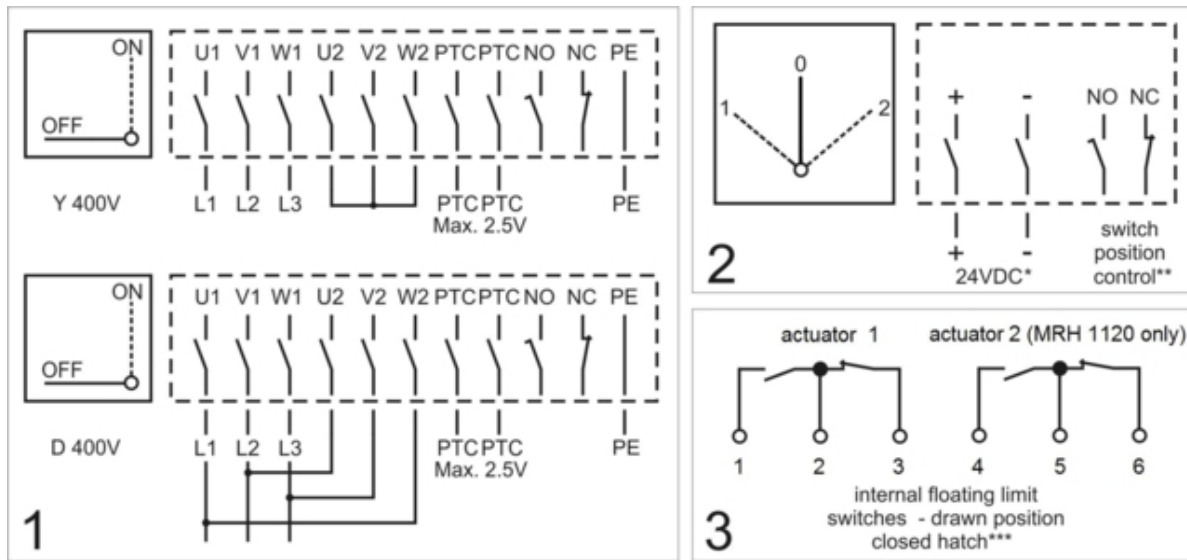 ON
OFF
Y 400V
U1 V1 W1 U2 V2 W2 PTC PTC NO NC PE
L1 L2 L3 PTC PTC PE
Max. 2.5V
ON
OFF
D 400V
U1 V1 W1 U2 V2 W2 PTC PTC NO NC PE
L1 L2 L3 PTC PTC PE
Max. 2.5V
1
0
1 2
+ - NO NC
+ -
24VDC*
switch
position
control**
2
actuator 1 actuator 2 (MRH 1120 only)
1 2 3 4 5 6
internal floating limit
switches - drawn position
closed hatch***
3